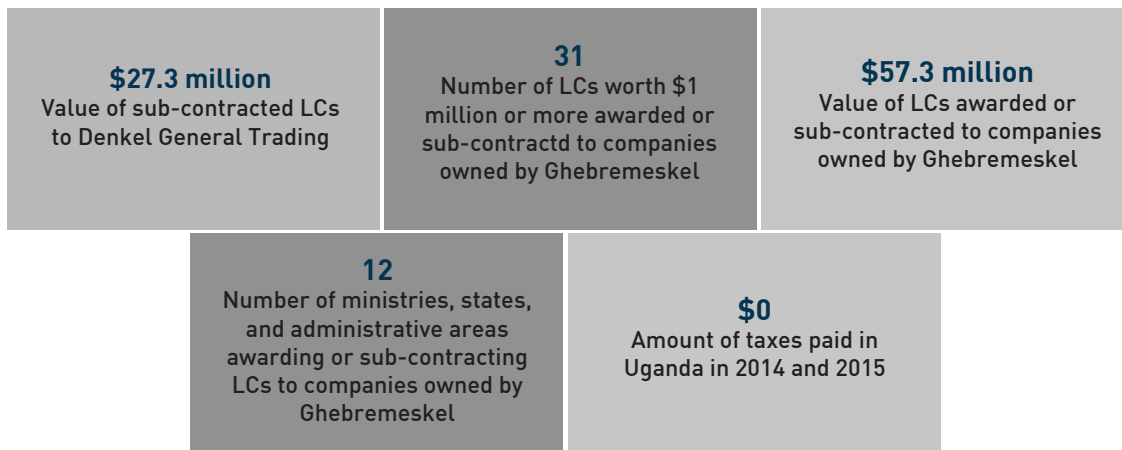 $27.3 million
Value of sub-contracted LCs
to Denkel General Trading
31
Number of LCs worth $1
million or more awarded or
sub-contractd to companies
owned by Ghebremeskel
$57.3 million
Value of LCs awarded or
sub-contracted to companies
owned by Ghebremeskel
12
Number of ministries, states,
and administrative areas
awarding or sub-contracting
LCs to companies owned by
Ghebremeskel
$0
Amount of taxes paid in
Uganda in 2014 and 2015